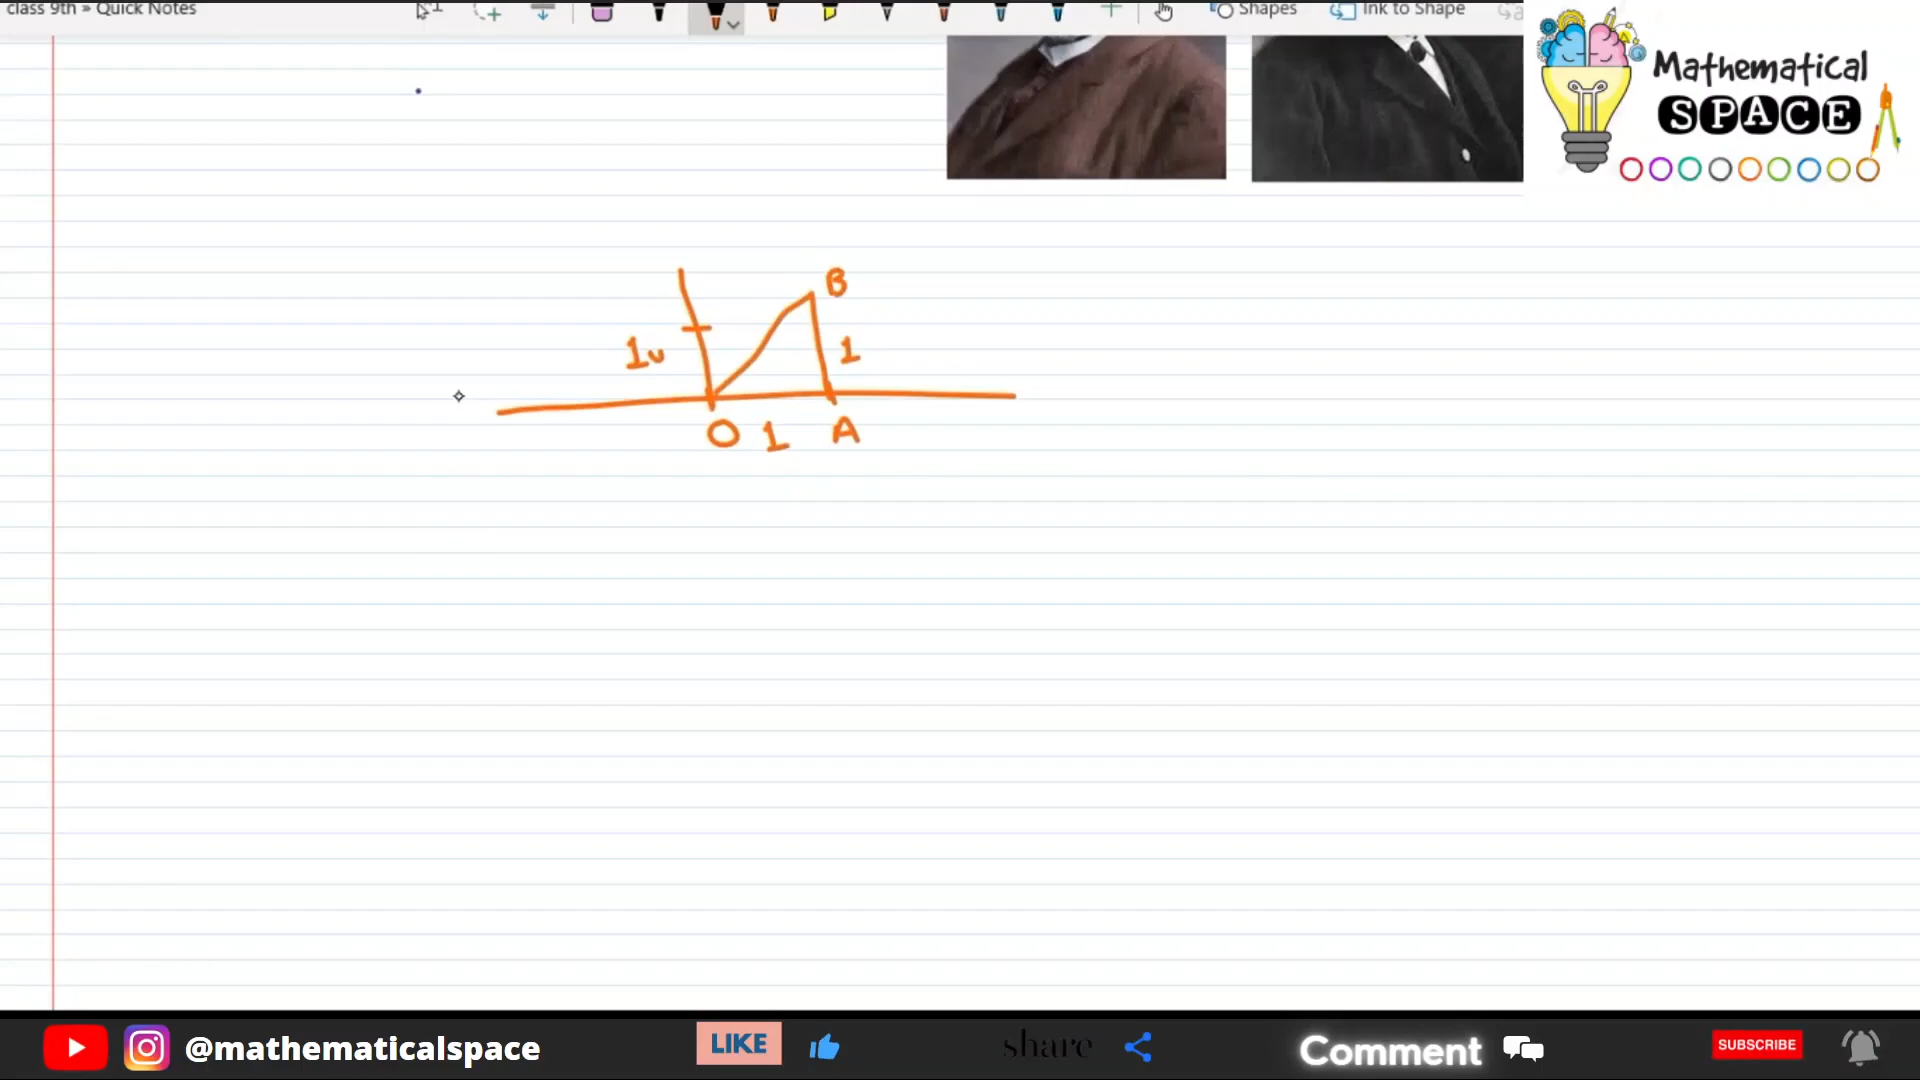 class 9th » Quick Notes
Shapes
Ink to Shape
Mathematical
SPACE
B
1u
1
O 1 A
@mathematicalspace
LIKE
share
Comment
SUBSCRIBE